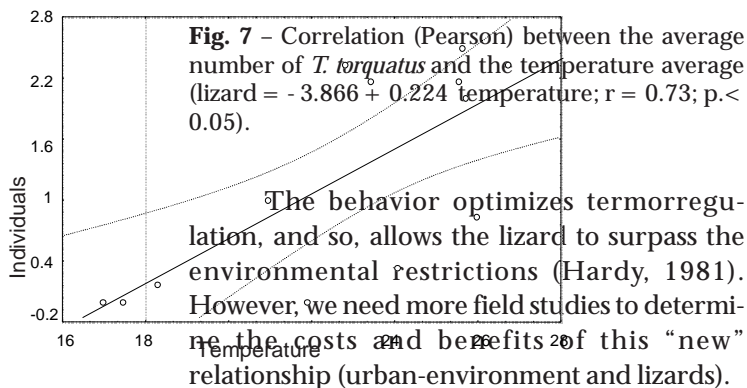 2.8
2.2
1.6
1
0.4
-0.2
Individuals
16 18 24 26 28
Temperature
Fig. 7 – Correlation (Pearson) between the average
number of T. torquatus and the temperature average
(lizard = - 3.866 + 0.224 temperature; r = 0.73; p.<
0.05).
The behavior optimizes termorregu-
lation, and so, allows the lizard to surpass the
environmental restrictions (Hardy, 1981).
However, we need more field studies to determi-
ne the costs and benefits of this “new”
relationship (urban-environment and lizards).